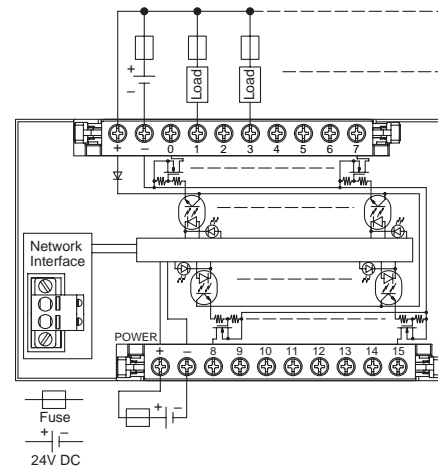 +
−
Load
Load
+ − 0 1 2 3 4 5 6 7
Network
Interface
POWER
+ − 8 9 10 11 12 13 14 15
+ −
Fuse
+ −
24V DC